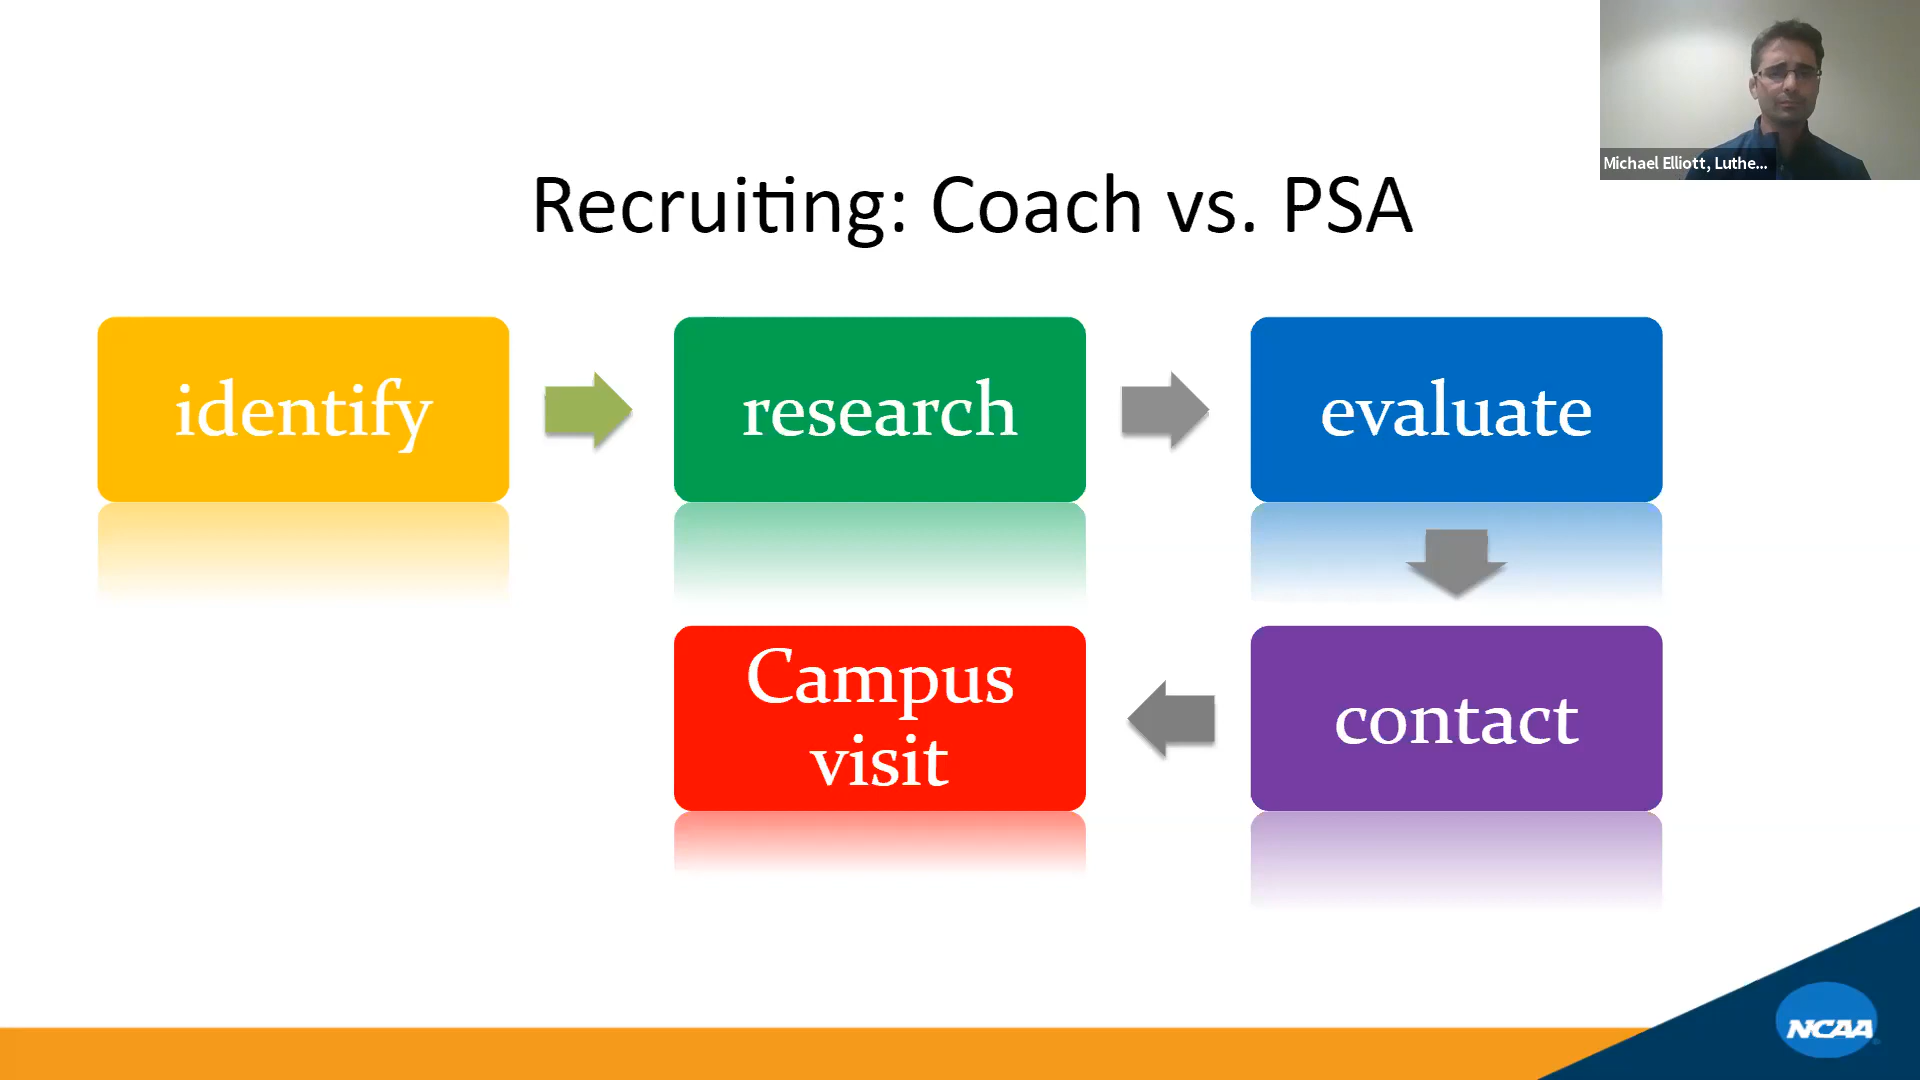 Michael Elliott, Luthe...
Recruiting: Coach vs. PSA
identify
research
evaluate
Campus
visit
contact
NCAA